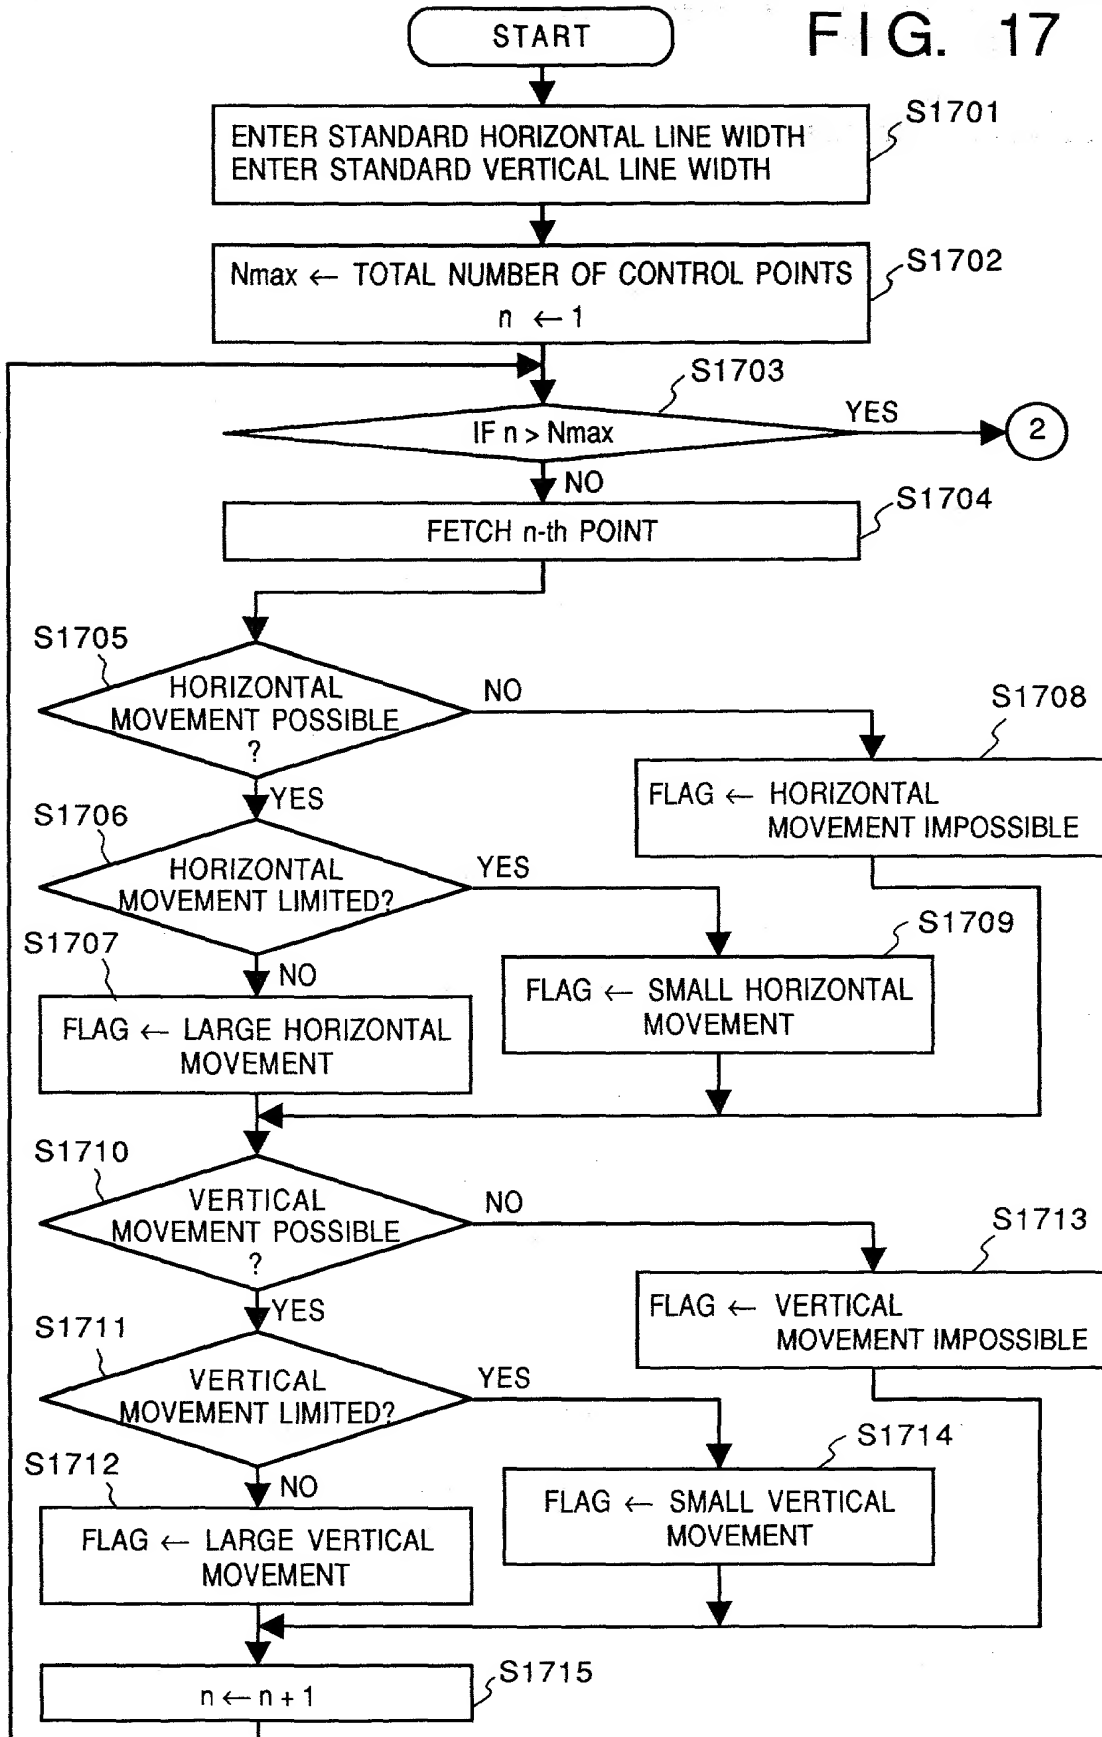 FIG. 17
START
S1701
ENTER STANDARD HORIZONTAL LINE WIDTH
ENTER STANDARD VERTICAL LINE WIDTH
S1702
Nmax ← TOTAL NUMBER OF CONTROL POINTS
n ← 1
S1703
IF n > Nmax
YES
2
NO
S1704
FETCH n-th POINT
S1705
HORIZONTAL
MOVEMENT POSSIBLE
?
NO
YES
S1708
FLAG ← HORIZONTAL
MOVEMENT IMPOSSIBLE
S1706
HORIZONTAL
MOVEMENT LIMITED?
YES
NO
S1709
FLAG ← SMALL HORIZONTAL
MOVEMENT
S1707
FLAG ← LARGE HORIZONTAL
MOVEMENT
S1710
VERTICAL
MOVEMENT POSSIBLE
?
NO
YES
S1713
FLAG ← VERTICAL
MOVEMENT IMPOSSIBLE
S1711
VERTICAL
MOVEMENT LIMITED?
YES
NO
S1714
FLAG ← SMALL VERTICAL
MOVEMENT
S1712
FLAG ← LARGE VERTICAL
MOVEMENT
S1715
n ← n + 1